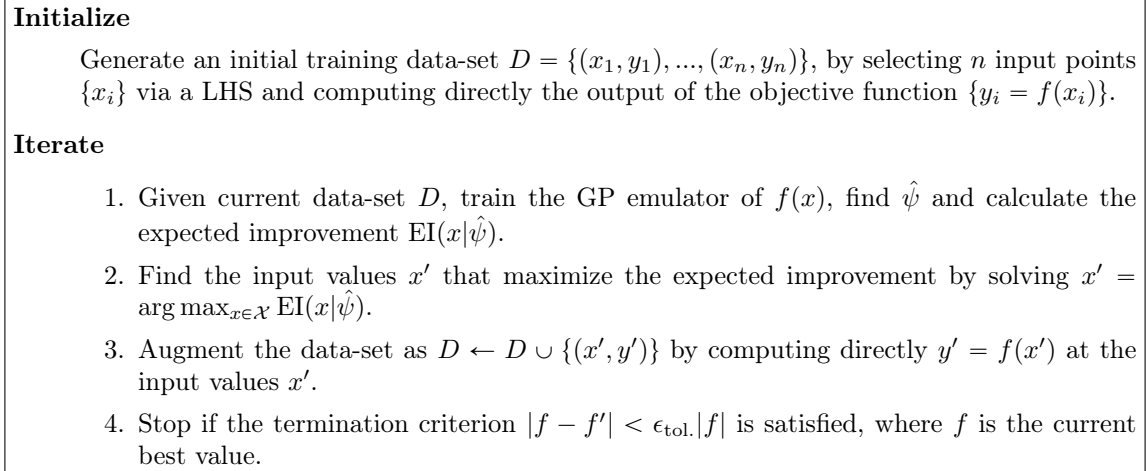 Initialize
Generate an initial training data-set D = {(x₁, y₁), ..., (xₙ, yₙ)}, by selecting n input points
{xᵢ} via a LHS and computing directly the output of the objective function {yᵢ = f(xᵢ)}.
Iterate
1. Given current data-set D, train the GP emulator of f(x), find ψ̂ and calculate the
expected improvement EI(x|ψ̂).
2. Find the input values x′ that maximize the expected improvement by solving x′ =
arg maxₓ∈𝒳 EI(x|ψ̂).
3. Augment the data-set as D ← D ∪ {(x′, y′)} by computing directly y′ = f(x′) at the
input values x′.
4. Stop if the termination criterion |f − f′| < ϵtol.|f| is satisfied, where f is the current
best value.